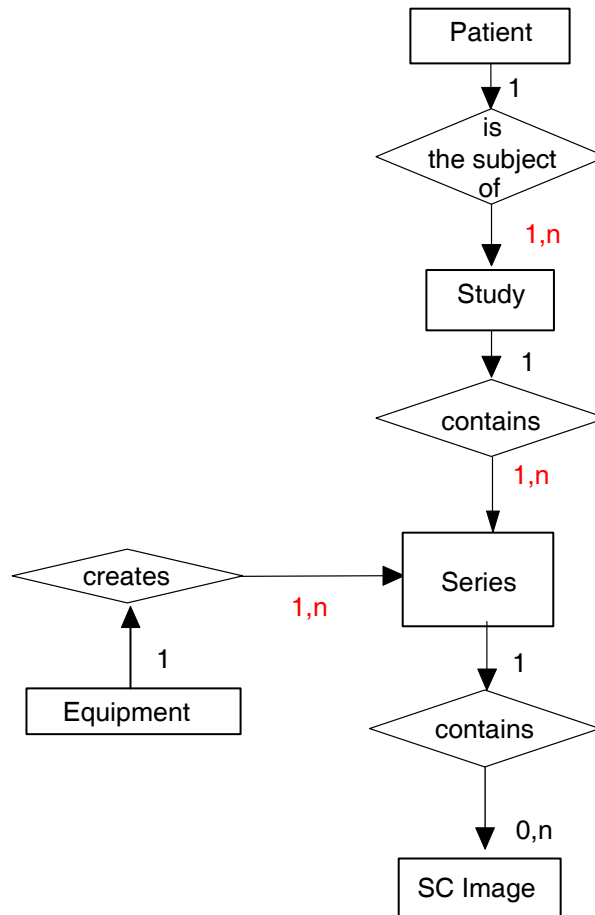 Patient
1
is
the subject
of
1,n
Study
1
contains
1,n
creates
1,n
Series
1
Equipment
1
contains
0,n
SC Image